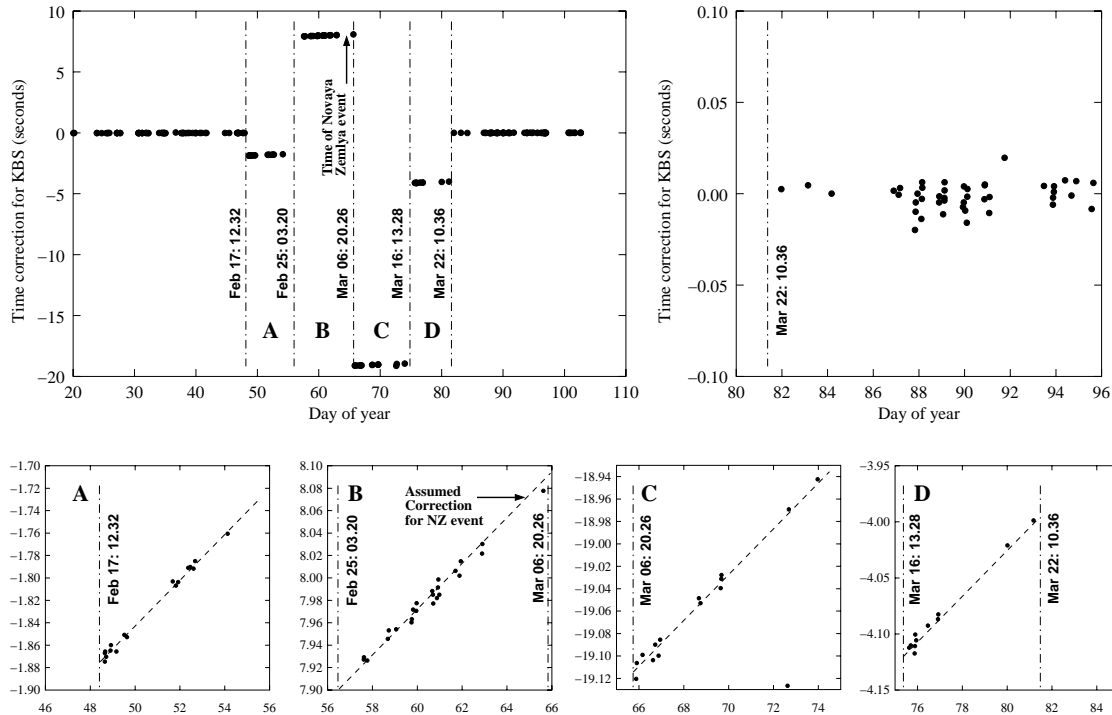 Time correction for KBS (seconds)
10
5
0
−5
−10
−15
−20
Time of Novaya
Zemlya event
Feb 17: 12.32
Feb 25: 03.20
Mar 06: 20.26
Mar 16: 13.28
Mar 22: 10.36
A
B
C
D
20 30 40 50 60 70 80 90 100 110
Day of year
Time correction for KBS (seconds)
0.10
0.05
0.00
−0.05
−0.10
Mar 22: 10.36
80 82 84 86 88 90 92 94 96
Day of year
A
−1.70
−1.72
−1.74
−1.76
−1.78
−1.80
−1.82
−1.84
−1.86
−1.88
−1.90
Feb 17: 12.32
46 48 50 52 54 56
B
8.10
8.08
8.06
8.04
8.02
8.00
7.98
7.96
7.94
7.92
7.90
Assumed
Correction
for NZ event
Feb 25: 03.20
Mar 06: 20.26
56 58 60 62 64 66
C
−18.94
−18.96
−18.98
−19.00
−19.02
−19.04
−19.06
−19.08
−19.10
−19.12
Mar 06: 20.26
66 68 70 72 74
D
−3.95
−4.00
−4.05
−4.10
−4.15
Mar 16: 13.28
Mar 22: 10.36
76 78 80 82 84